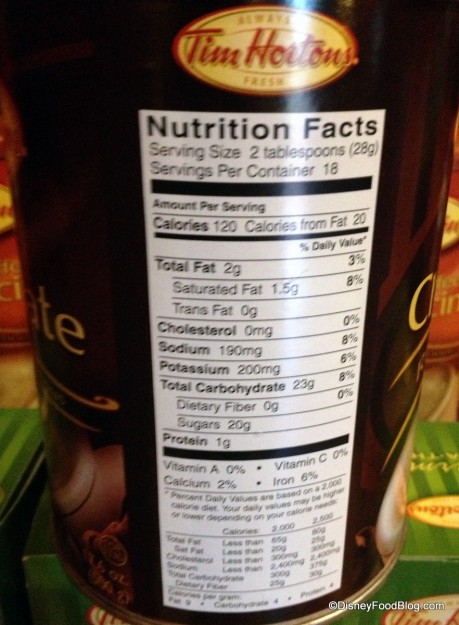 ALWAYS
Tim Hortons.
FRESH
Nutrition Facts
Serving Size 2 tablespoons (28g)
Servings Per Container 18
Amount Per Serving
Calories 120 Calories from Fat 20
% Daily Value*
Total Fat 2g 3%
Saturated Fat 1.5g 8%
Trans Fat 0g
Cholesterol 0mg 0%
Sodium 190mg 8%
Potassium 200mg 6%
Total Carbohydrate 23g 8%
Dietary Fiber 0g 0%
Sugars 20g
Protein 1g
Vitamin A 0% • Vitamin C 0%
Calcium 2% • Iron 6%
*Percent Daily Values are based on a 2,000
calorie diet. Your daily values may be higher
or lower depending on your calorie needs:
Calories: 2,000 2,500
Total Fat Less than 65g 80g
Sat Fat Less than 20g 25g
Cholesterol Less than 300mg 300mg
Sodium Less than 2,400mg 2,400mg
Total Carbohydrate 300g 375g
Dietary Fiber 25g 30g
Calories per gram:
Fat 9 • Carbohydrate 4 • Protein 4
ate
C
©DisneyFoodBlog.com